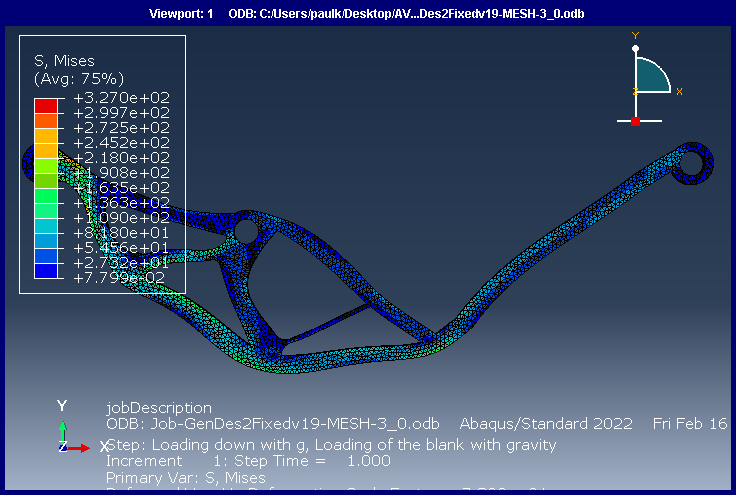 Viewport: 1 ODB: C:/Users/paulk/Desktop/AV...Des2Fixedv19-MESH-3_0.odb
S, Mises
(Avg: 75%)
+3.270e+02
+2.997e+02
+2.725e+02
+2.452e+02
+2.180e+02
+1.908e+02
+1.635e+02
+1.363e+02
+1.090e+02
+8.180e+01
+5.456e+01
+2.732e+01
+7.799e-02
Y
Z X
Y
Z X
jobDescription
ODB: Job-GenDes2Fixedv19-MESH-3_0.odb Abaqus/Standard 2022 Fri Feb 16
Step: Loading down with g, Loading of the blank with gravity
Increment 1: Step Time = 1.000
Primary Var: S, Mises